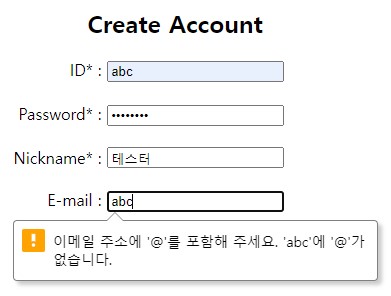 Create Account
ID* : abc
Password* : ••••••••
Nickname* : 테스터
E-mail : abc
이메일 주소에 '@'를 포함해 주세요. 'abc'에 '@'가
없습니다.